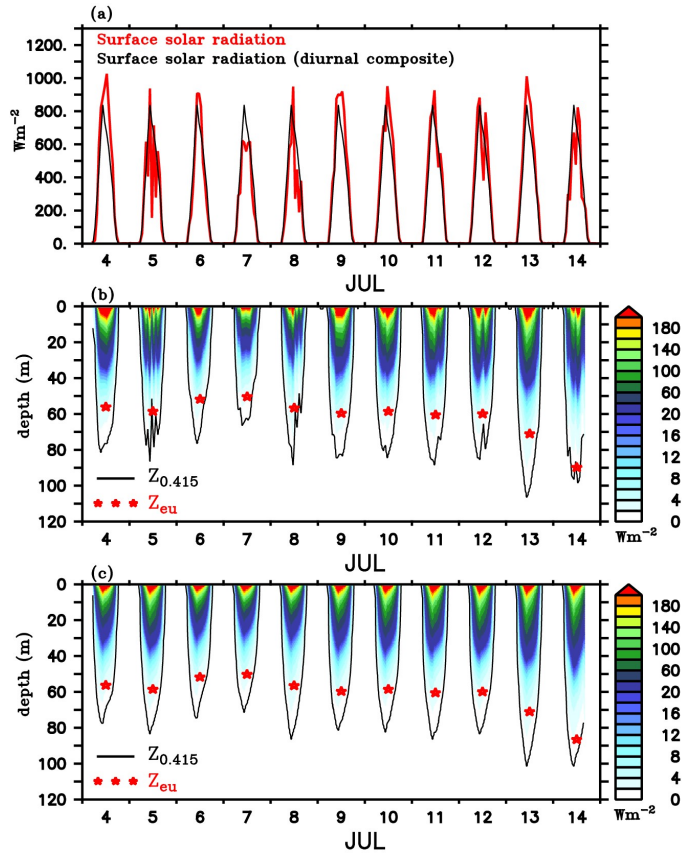 (a)
Surface solar radiation
Surface solar radiation (diurnal composite)
Wm-2
1200.
1000.
800.
600.
400.
200.
0.
4 5 6 7 8 9 10 11 12 13 14
JUL
(b)
depth (m)
0
20
40
60
80
100
120
Z0.415
Zeu
4 5 6 7 8 9 10 11 12 13 14
JUL
180
140
100
60
20
16
12
8
4
0
Wm-2
(c)
depth (m)
0
20
40
60
80
100
120
Z0.415
Zeu
4 5 6 7 8 9 10 11 12 13 14
JUL
180
140
100
60
20
16
12
8
4
0
Wm-2